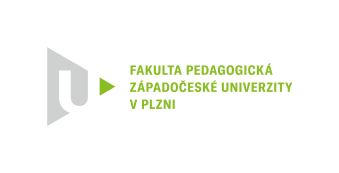 FAKULTA PEDAGOGICKÁ
ZÁPADOČESKÉ UNIVERZITY
V PLZNI